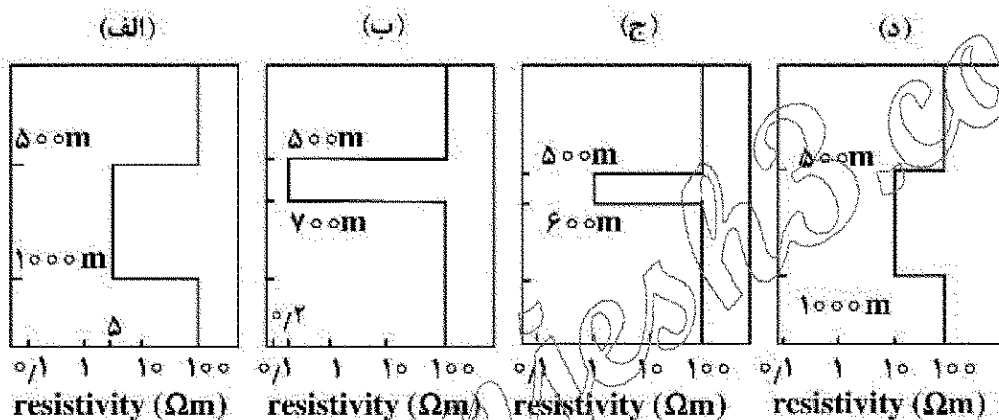 (الف) (ب) (ج) (د)
۵۰۰m ۵۰۰m ۵۰۰m ۵۰۰m
۱۰۰۰m ۷۰۰m ۶۰۰m ۱۰۰۰m
۵ ۰/۲
۰/۱ ۱ ۱۰ ۱۰۰ ۰/۱ ۱ ۱۰ ۱۰۰ ۰/۱ ۱ ۱۰ ۱۰۰ ۰/۱ ۱ ۱۰ ۱۰۰
resistivity (Ωm) resistivity (Ωm) resistivity (Ωm) resistivity (Ωm)